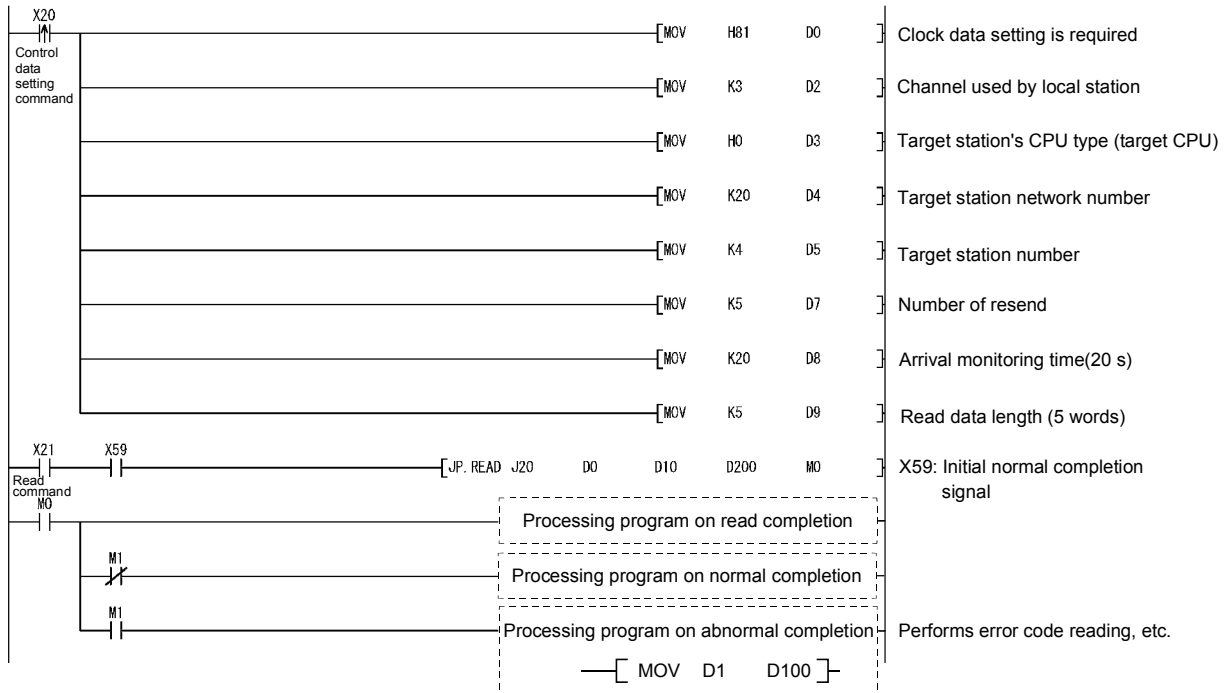 X20
Control
data
setting
command
MOV H81 D0 Clock data setting is required
MOV K3 D2 Channel used by local station
MOV H0 D3 Target station's CPU type (target CPU)
MOV K20 D4 Target station network number
MOV K4 D5 Target station number
MOV K5 D7 Number of resend
MOV K20 D8 Arrival monitoring time(20 s)
MOV K5 D9 Read data length (5 words)
X21 X59
Read
command
JP.READ J20 D0 D10 D200 M0 X59: Initial normal completion
signal
M0
Processing program on read completion
M1
Processing program on normal completion
M1
Processing program on abnormal completion Performs error code reading, etc.
MOV D1 D100